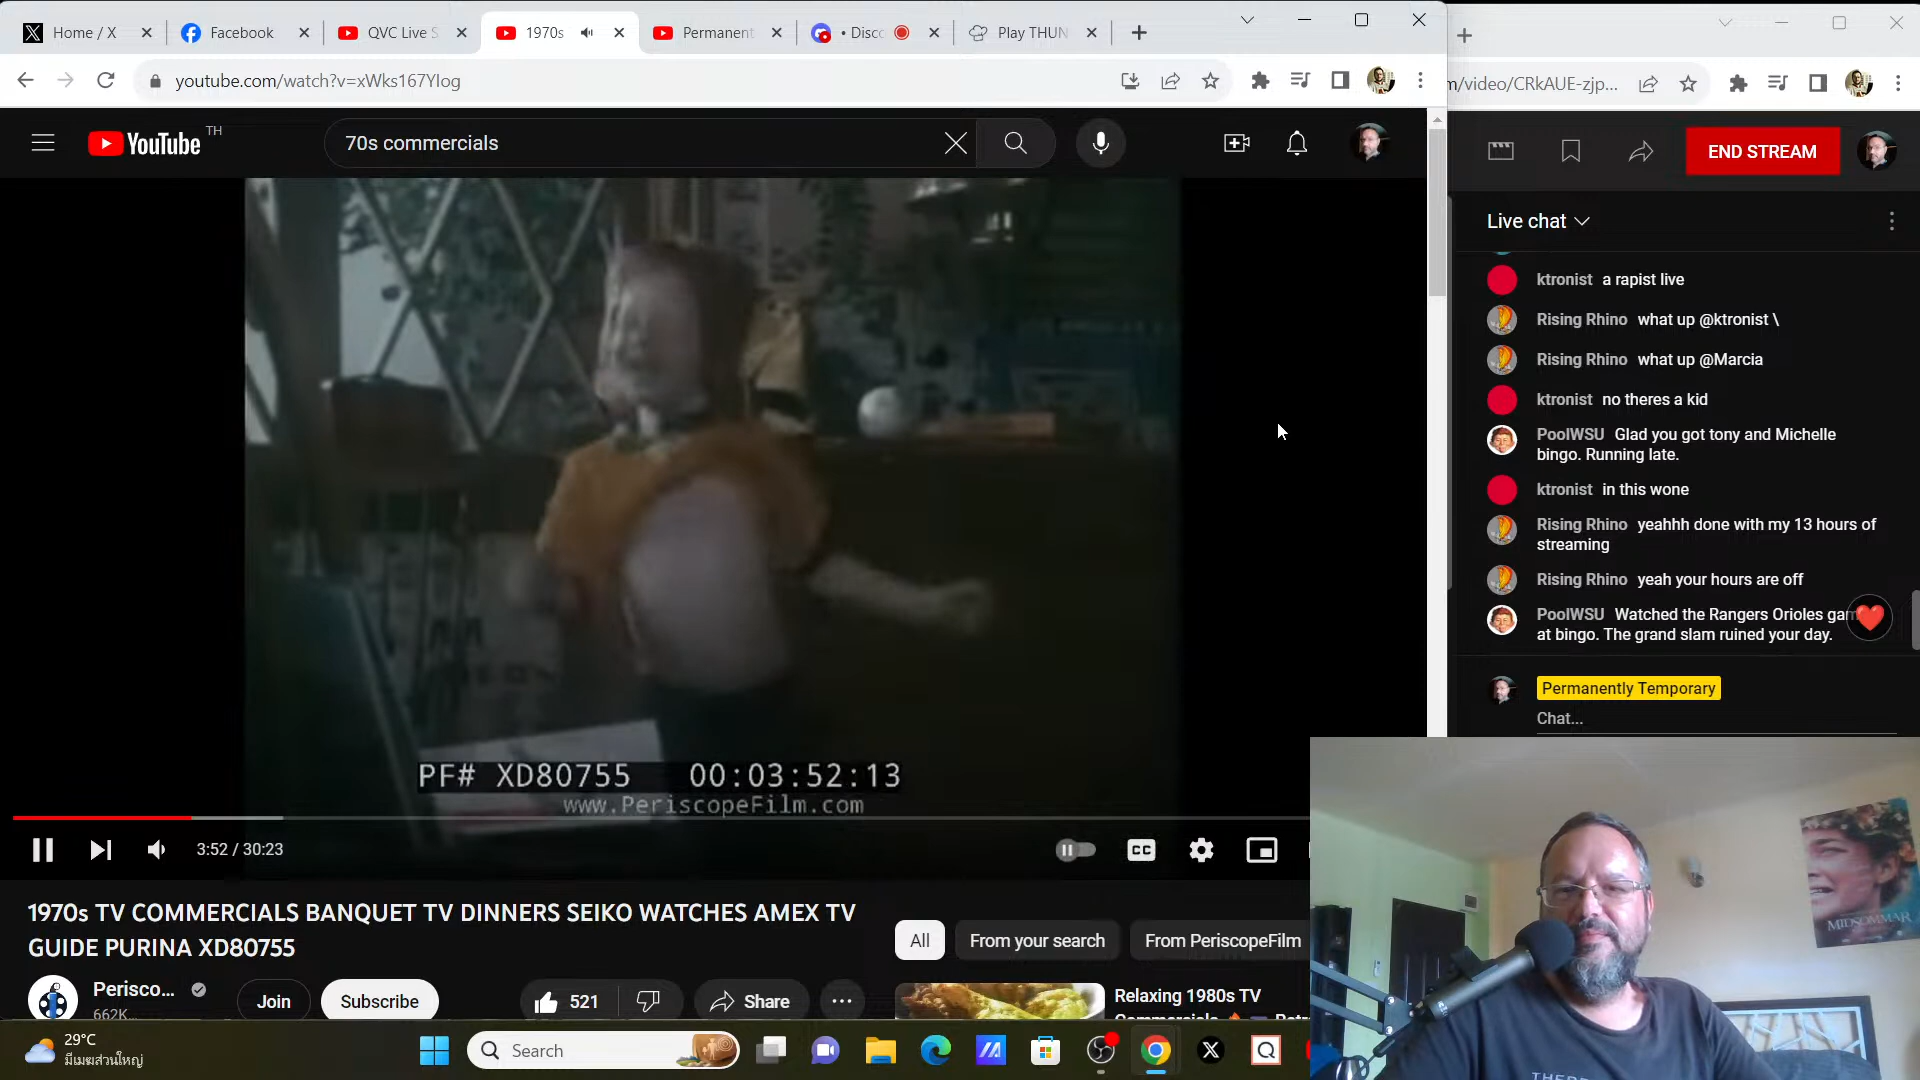 Home / X
Facebook
QVC Live S
1970s
Permanent
• Disco
Play THUN
youtube.com/watch?v=xWks167YIog
n/video/CRkAUE-zjp...
YouTube TH
70s commercials
END STREAM
Live chat
ktronist a rapist live
Rising Rhino what up @ktronist \
Rising Rhino what up @Marcia
ktronist no theres a kid
PoolWSU Glad you got tony and Michelle
bingo. Running late.
ktronist in this wone
Rising Rhino yeahhh done with my 13 hours of
streaming
Rising Rhino yeah your hours are off
PoolWSU Watched the Rangers Orioles gam
at bingo. The grand slam ruined your day.
Permanently Temporary
Chat...
PF# XD80755 00:03:52:13
www.PeriscopeFilm.com
3:52 / 30:23
CC
1970s TV COMMERCIALS BANQUET TV DINNERS SEIKO WATCHES AMEX TV
GUIDE PURINA XD80755
Perisco...
662K...
Join
Subscribe
521
Share
All
From your search
From PeriscopeFilm
Relaxing 1980s TV
MIDSOMMAR
29°C
มีเมฆส่วนใหญ่
Search